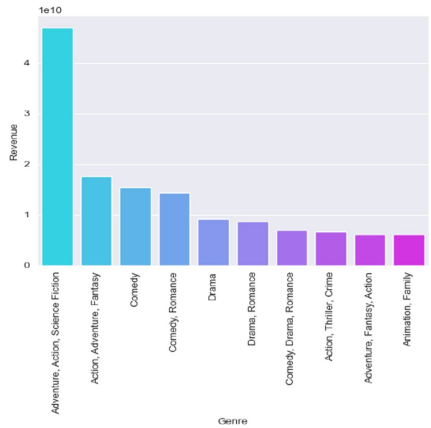 1e10
4
3
2
1
0
Revenue
Adventure, Action, Science Fiction
Action, Adventure, Fantasy
Comedy
Comedy, Romance
Drama
Drama, Romance
Comedy, Drama, Romance
Action, Thriller, Crime
Adventure, Fantasy, Action
Animation, Family
Genre